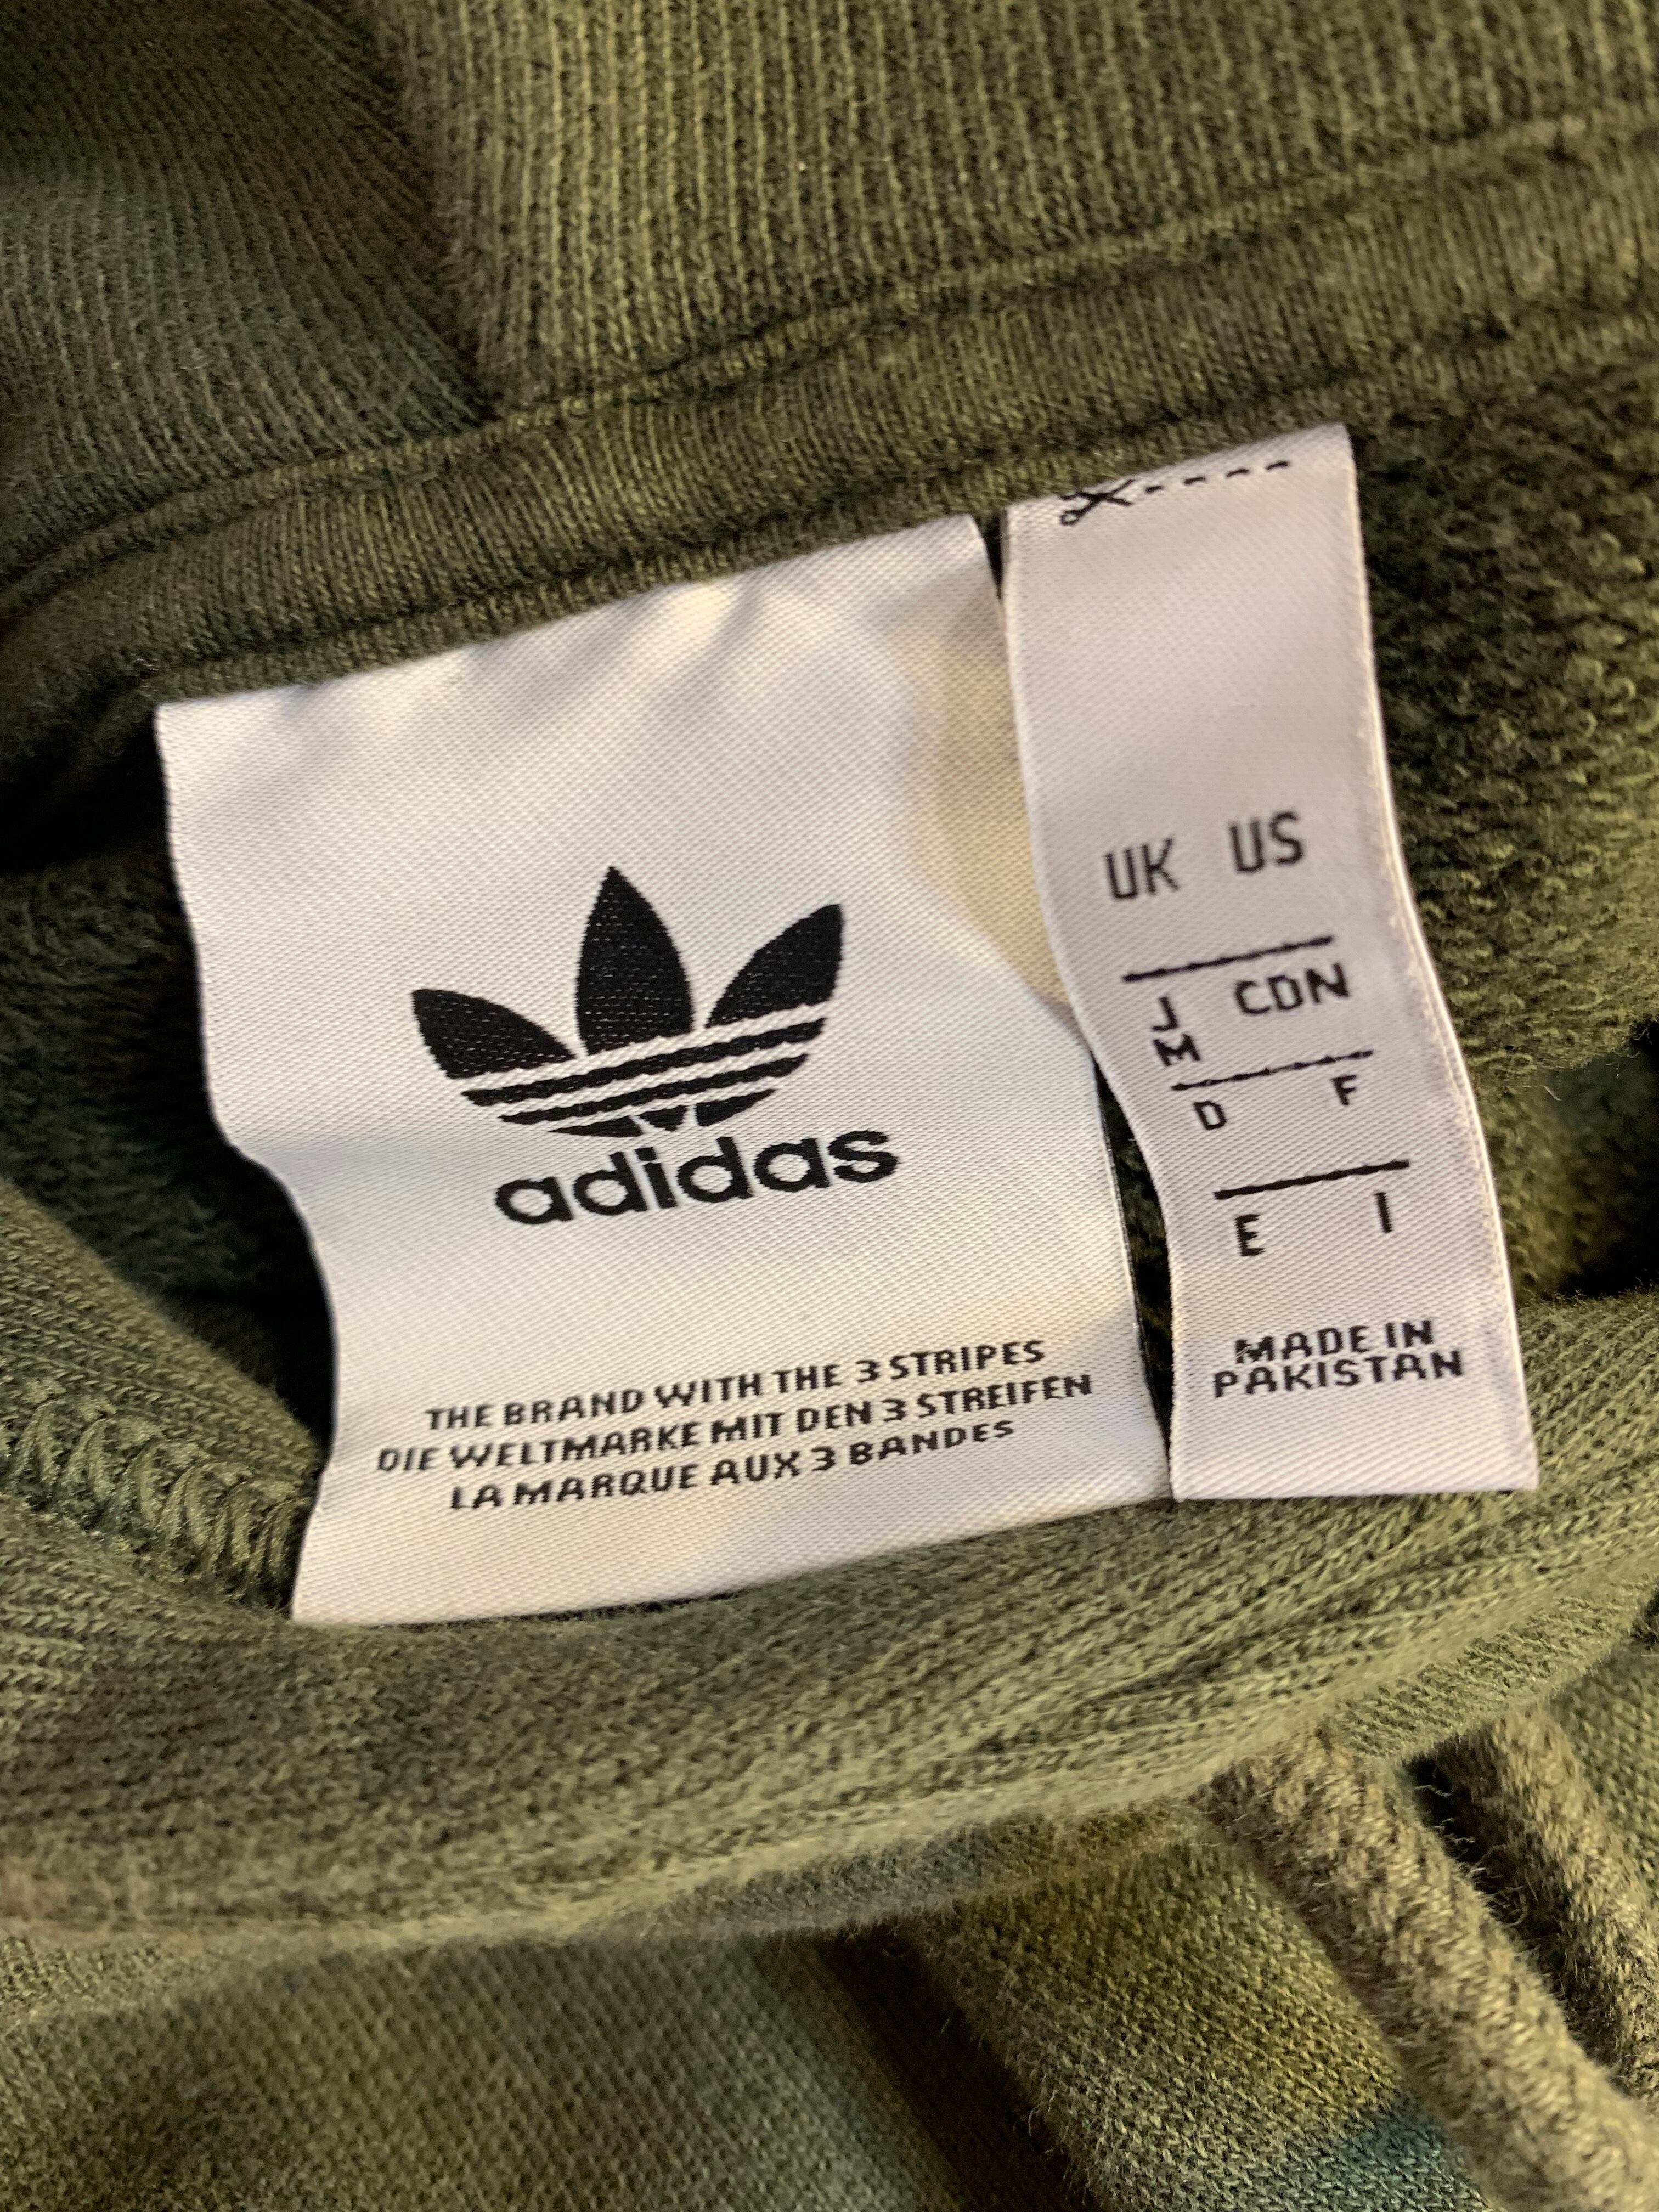 adidas
THE BRAND WITH THE 3 STRIPES
DIE WELTMARKE MIT DEN 3 STREIFEN
LA MARQUE AUX 3 BANDES
UK US
J CDN
M
D F
E I
MADE IN
PAKISTAN